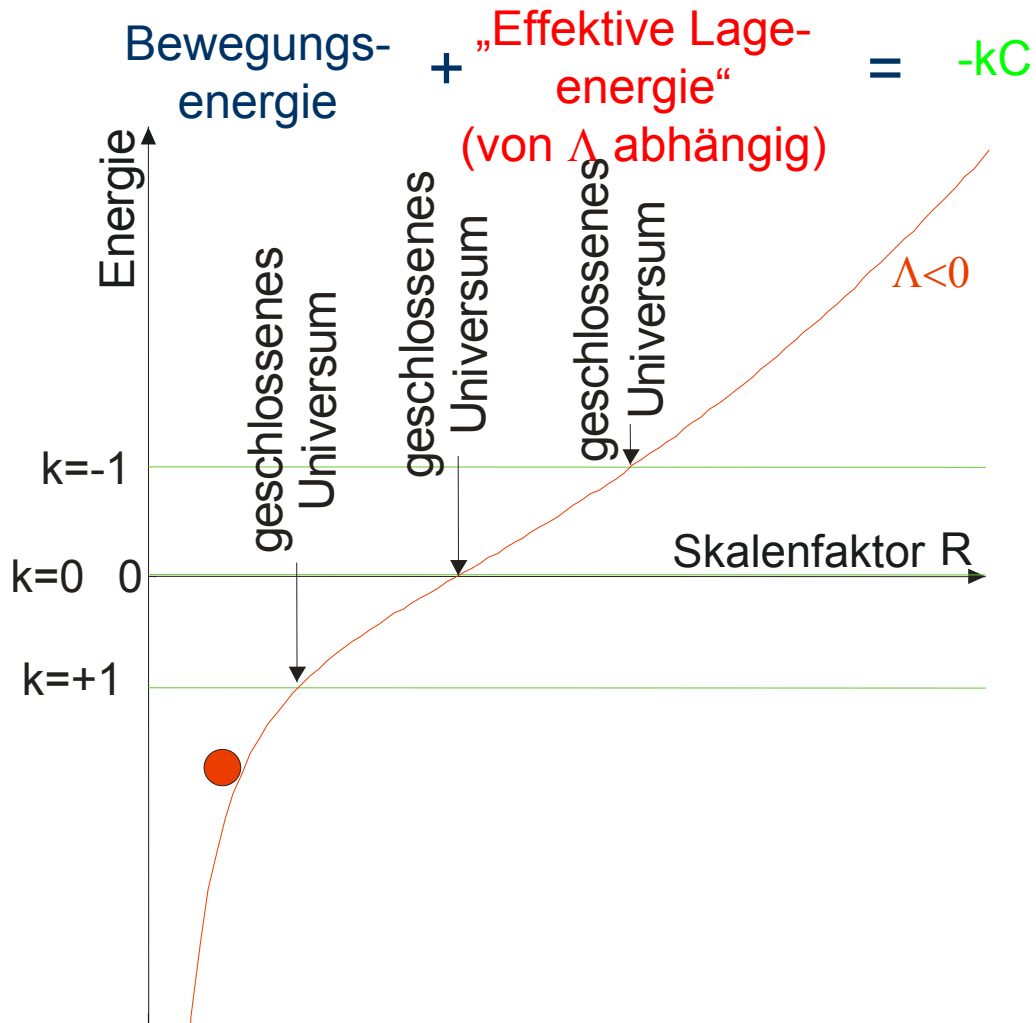 Bewegungs-
energie
+
„Effektive Lage-
energie“
(von Λ abhängig)
=
-kC
Energie
geschlossenes
Universum
geschlossenes
Universum
geschlossenes
Universum
Λ<0
k=-1
k=0
0
Skalenfaktor R
k=+1